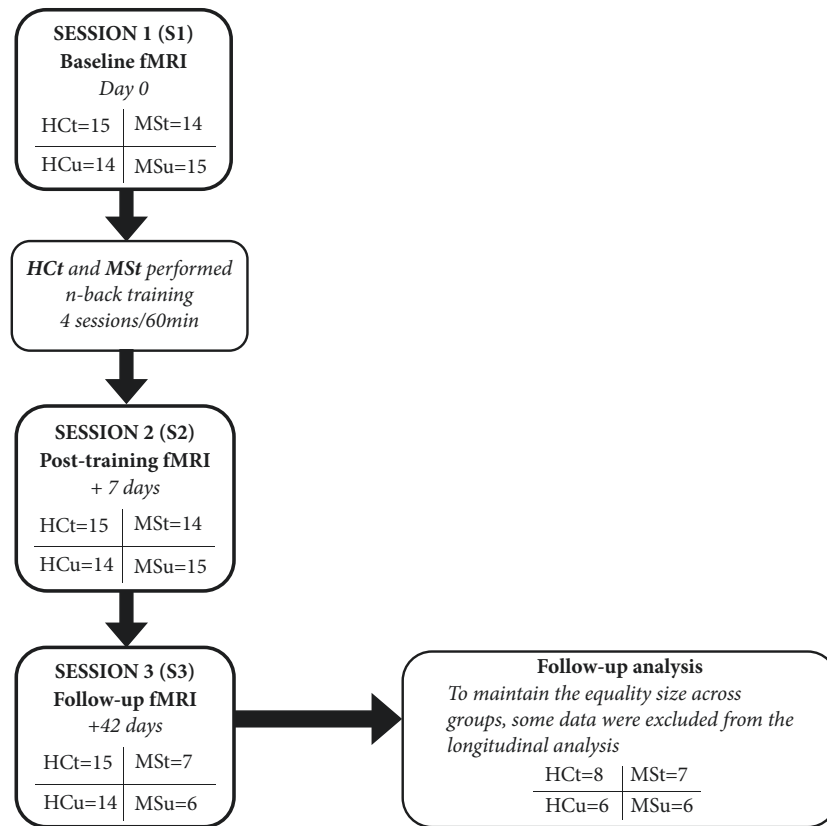 SESSION 1 (S1)
Baseline fMRI
Day 0
HCt=15 MSt=14
HCu=14 MSu=15
HCt and MSt performed
n-back training
4 sessions/60min
SESSION 2 (S2)
Post-training fMRI
+ 7 days
HCt=15 MSt=14
HCu=14 MSu=15
SESSION 3 (S3)
Follow-up fMRI
+42 days
HCt=15 MSt=7
HCu=14 MSu=6
Follow-up analysis
To maintain the equality size across
groups, some data were excluded from the
longitudinal analysis
HCt=8 MSt=7
HCu=6 MSu=6